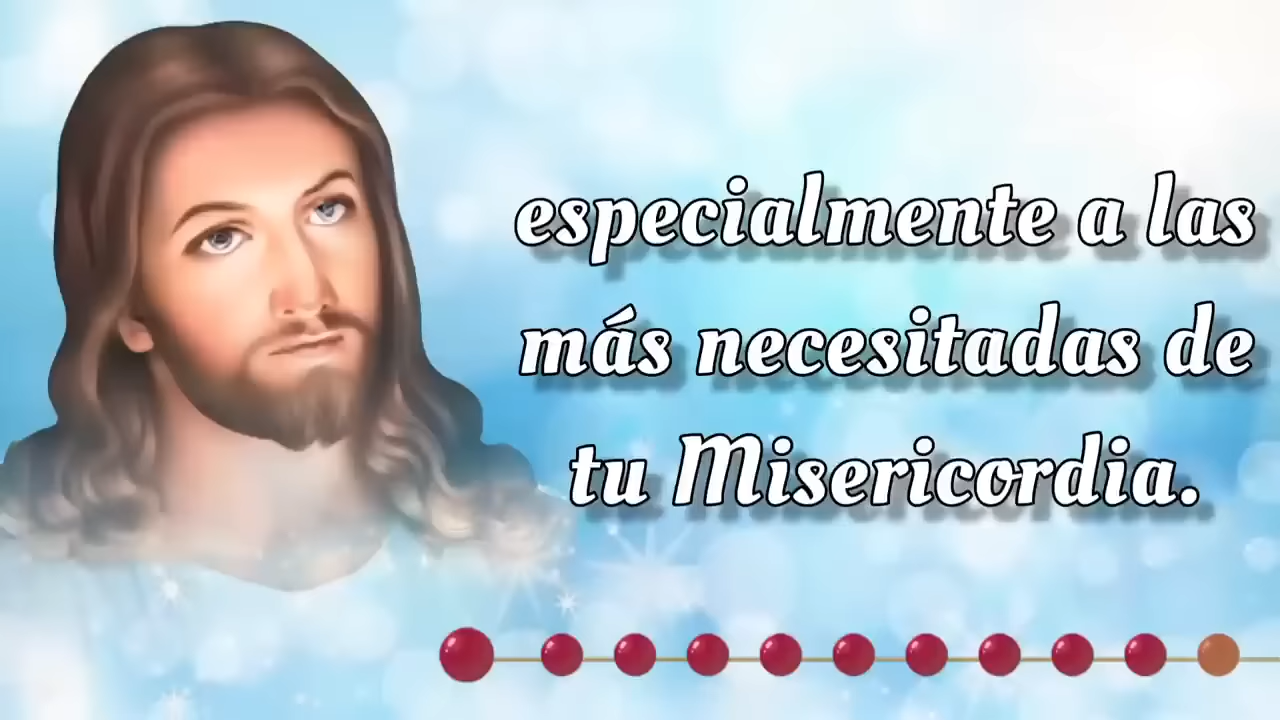 especialmente a las
más necesitadas de
tu Misericordia.